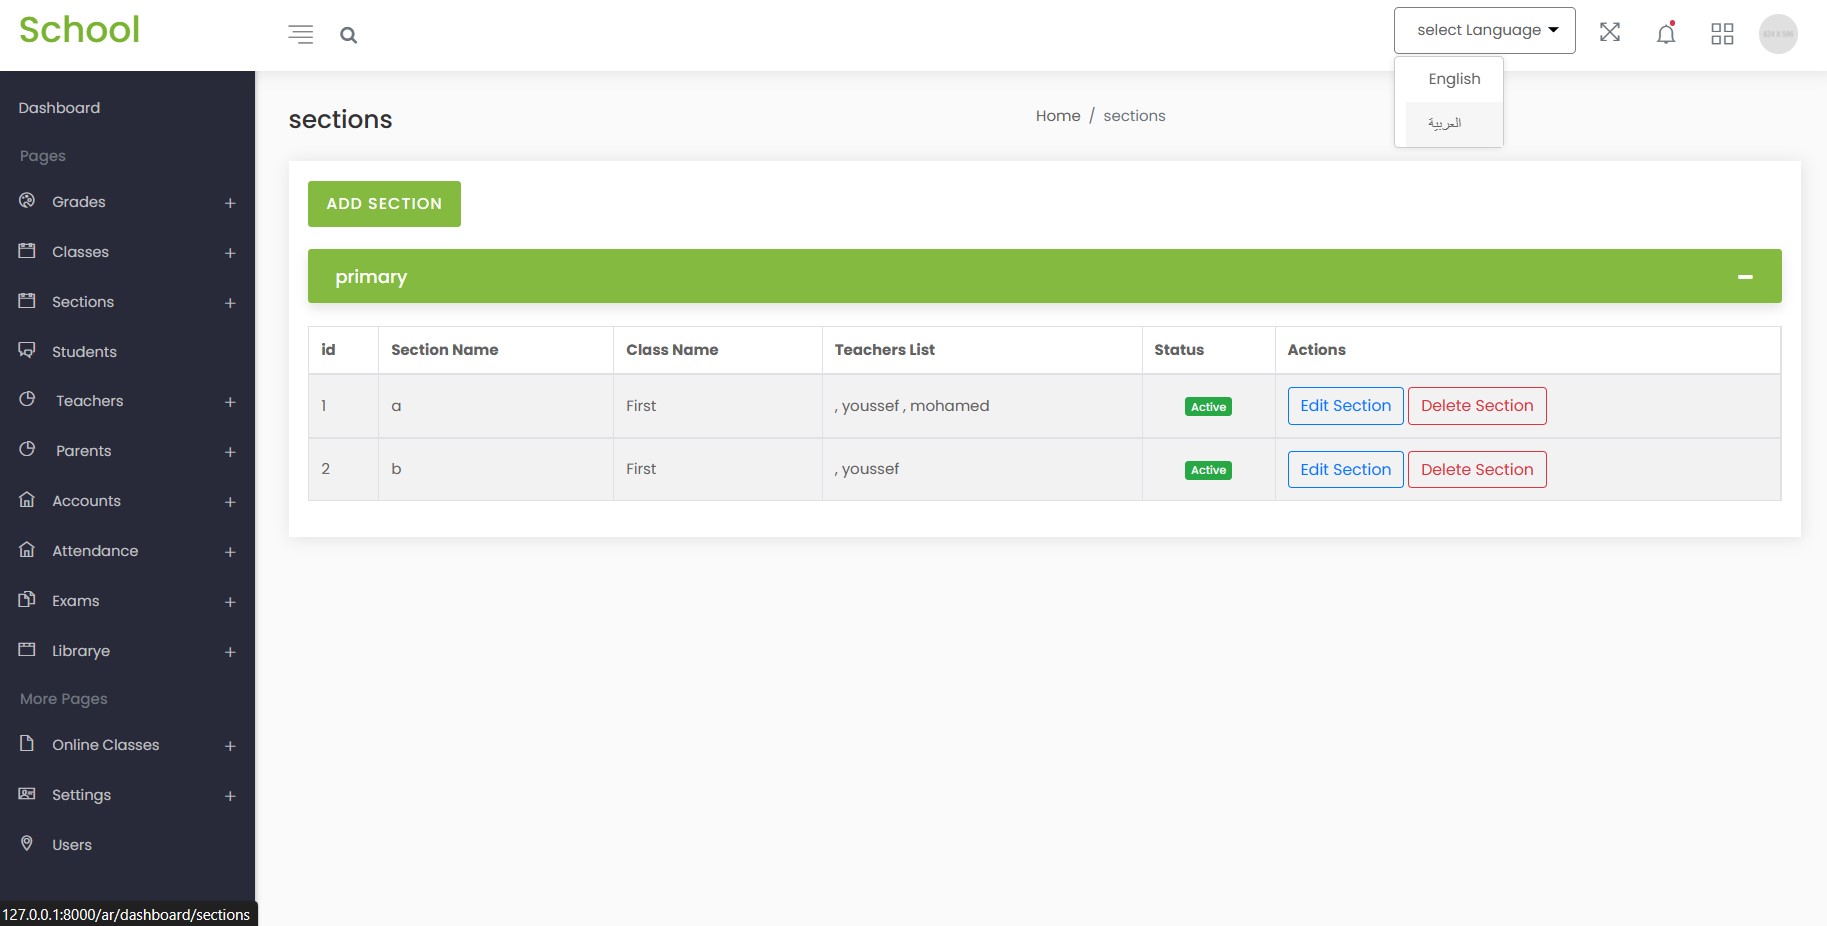 School
select Language
English
العربية
Dashboard
Pages
Grades
Classes
Sections
Students
Teachers
Parents
Accounts
Attendance
Exams
Librarye
More Pages
Online Classes
Settings
Users
sections
Home / sections
ADD SECTION
primary
id Section Name Class Name Teachers List Status Actions
1 a First , youssef , mohamed Active Edit Section Delete Section
2 b First , youssef Active Edit Section Delete Section
127.0.0.1:8000/ar/dashboard/sections